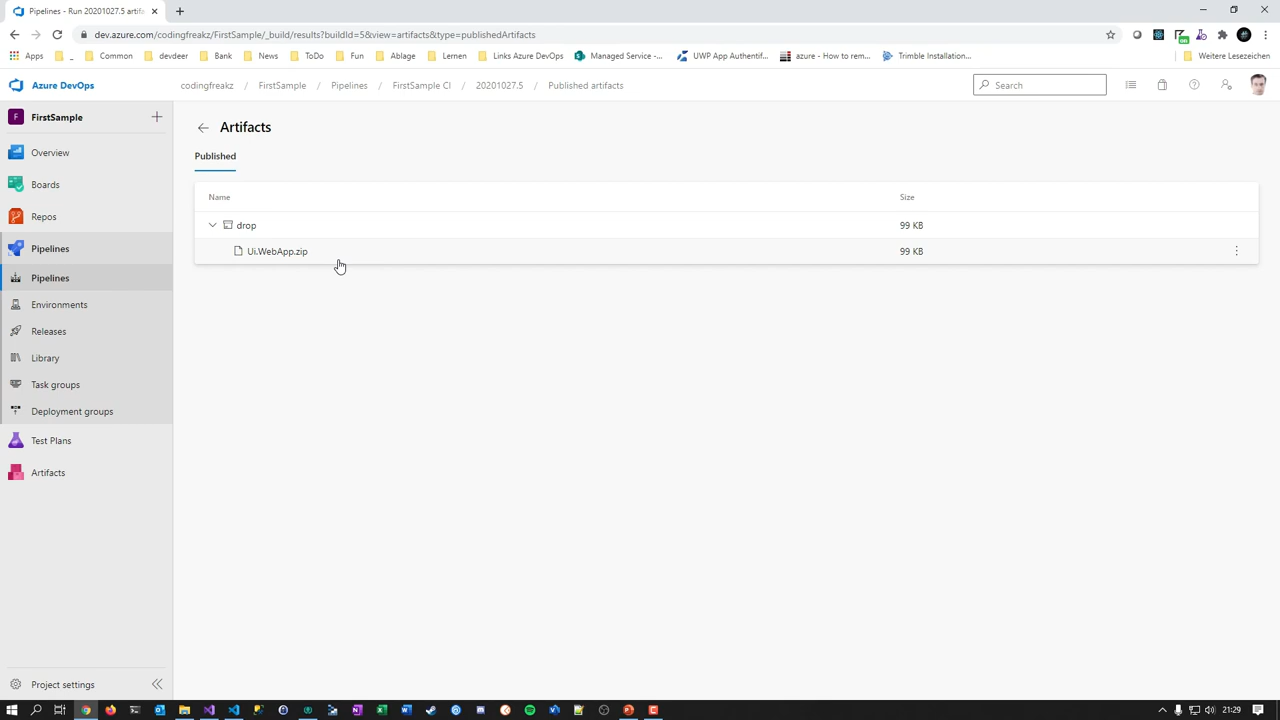 Pipelines - Run 20201027.5 artif
dev.azure.com/codingfreakz/FirstSample/_build/results?buildId=5&view=artifacts&type=publishedArtifacts
Apps _ Common devdeer Bank News ToDo Fun Ablage Lernen Links Azure DevOps Managed Service -... UWP App Authentif... azure - How to rem... Trimble Installation... Weitere Lesezeichen
Azure DevOps codingfreakz / FirstSample / Pipelines / FirstSample CI / 20201027.5 / Published artifacts Search
F FirstSample
Artifacts
Published
Overview
Boards
Repos
Pipelines
Pipelines
Environments
Releases
Library
Task groups
Deployment groups
Test Plans
Artifacts
Name Size
drop 99 KB
Ui.WebApp.zip 99 KB
Project settings
21:29